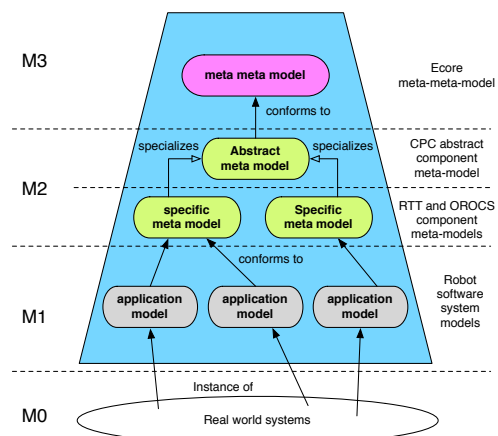 M3
meta meta model
Ecore
meta-meta-model
conforms to
specializes
specializes
Abstract
meta model
CPC abstract
component
meta-model
M2
specific
meta model
Specific
meta model
RTT and OROCS
component
meta-models
conforms to
M1
application
model
application
model
application
model
Robot
software
system
models
Instance of
M0
Real world systems